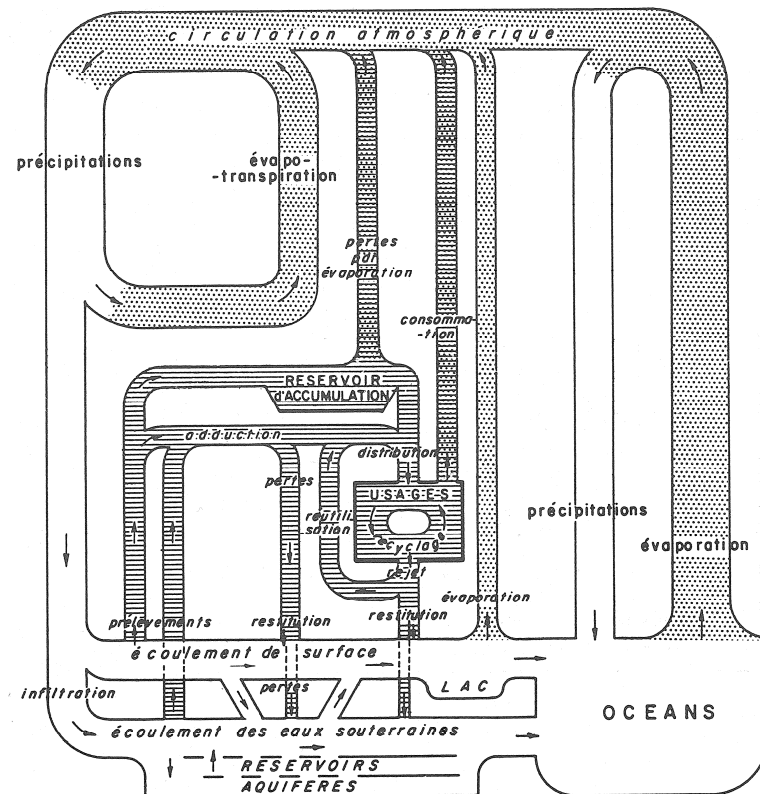 circulation atmosphérique
précipitations
évapo-
-transpiration
pertes
par
évaporation
consomma-
-tion
RESERVOIR
d'ACCUMULATION
adduction
distribution
pertes
USAGES
réutili-
sation
recyclage
rejet
précipitations
évaporation
évaporation
prélèvements
restitution
restitution
écoulement de surface
infiltration
pertes
LAC
OCEANS
écoulement des eaux souterraines
RESERVOIRS
AQUIFERES